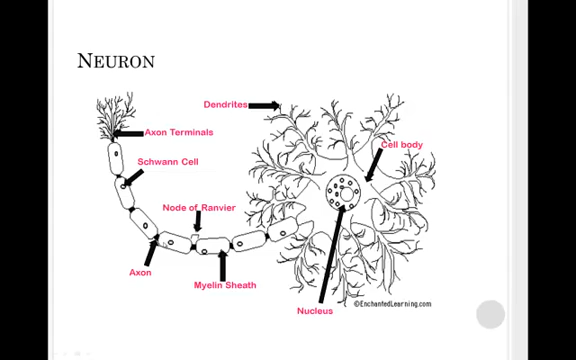 NEURON
Dendrites
Axon Terminals
Cell body
Schwann Cell
Node of Ranvier
Axon
Myelin Sheath
Nucleus
©EnchantedLearning.com